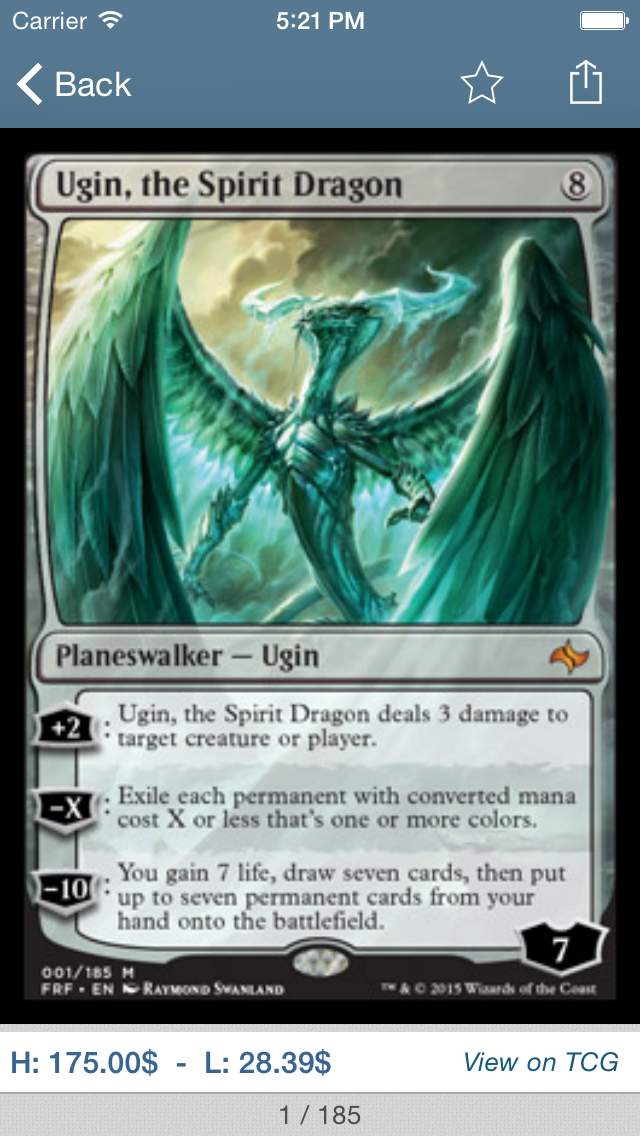 Carrier 5:21 PM
Back
Ugin, the Spirit Dragon 8
Planeswalker — Ugin
+2 : Ugin, the Spirit Dragon deals 3 damage to
target creature or player.
-X : Exile each permanent with converted mana
cost X or less that's one or more colors.
-10 : You gain 7 life, draw seven cards, then put
up to seven permanent cards from your
hand onto the battlefield.
7
001/185 M
FRF • EN Raymond Swanland ™ & © 2015 Wizards of the Coast
H: 175.00$ - L: 28.39$ View on TCG
1 / 185